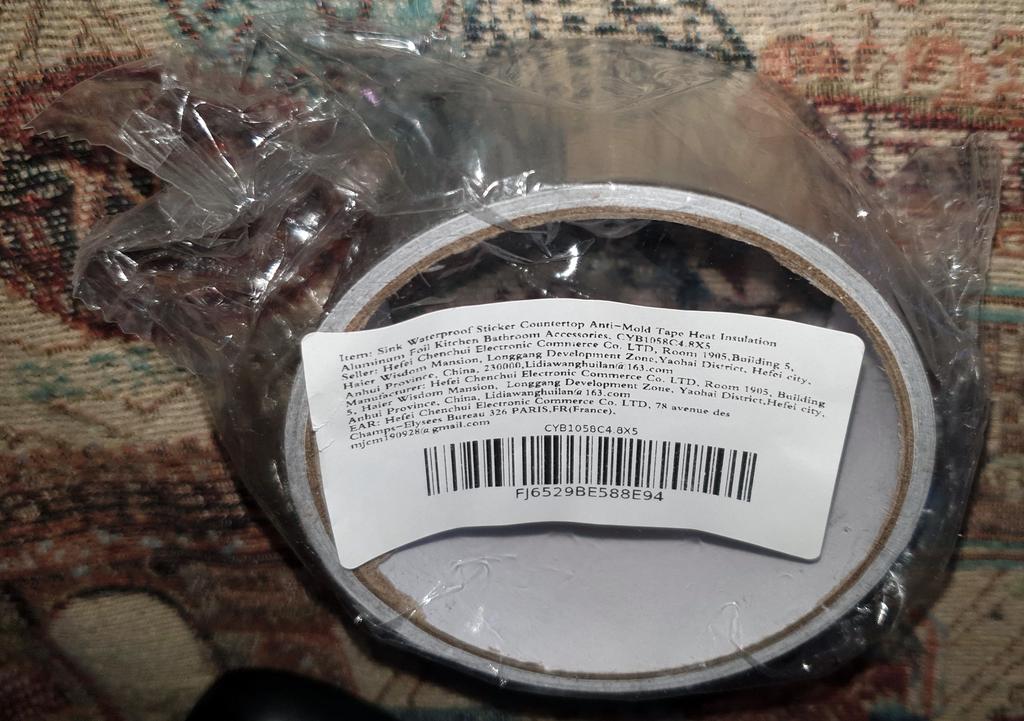 Item: Sink Waterproof Sticker Countertop Anti-Mold Tape Heat Insulation
Aluminum Foil Kitchen Bathroom Accessories, CYB1058C4.8X5
Seller: Hefei Chenchui Electronic Commerce Co. LTD, Room 1905,Building 5,
Haier Wisdom Mansion, Longgang Development Zone,Yaohai District, Hefei city,
Anhui Province, China, 230000,Lidiawanghuilan@163.com
Manufacturer: Hefei Chenchui Electronic Commerce Co. LTD, Room 1905, Building
5, Haier Wisdom Mansion, Longgang Development Zone, Yaohai District,Hefei city,
Anhui Province, China, Lidiawanghuilan@163.com
EAR: Hefei Chenchui Electronic Commerce Co. LTD, 78 avenue des
Champs-Elysees Bureau 326 PARIS,FR(France),
mjcm190928@gmail.com
CYB1058C4.8X5
FJ6529BE588E94